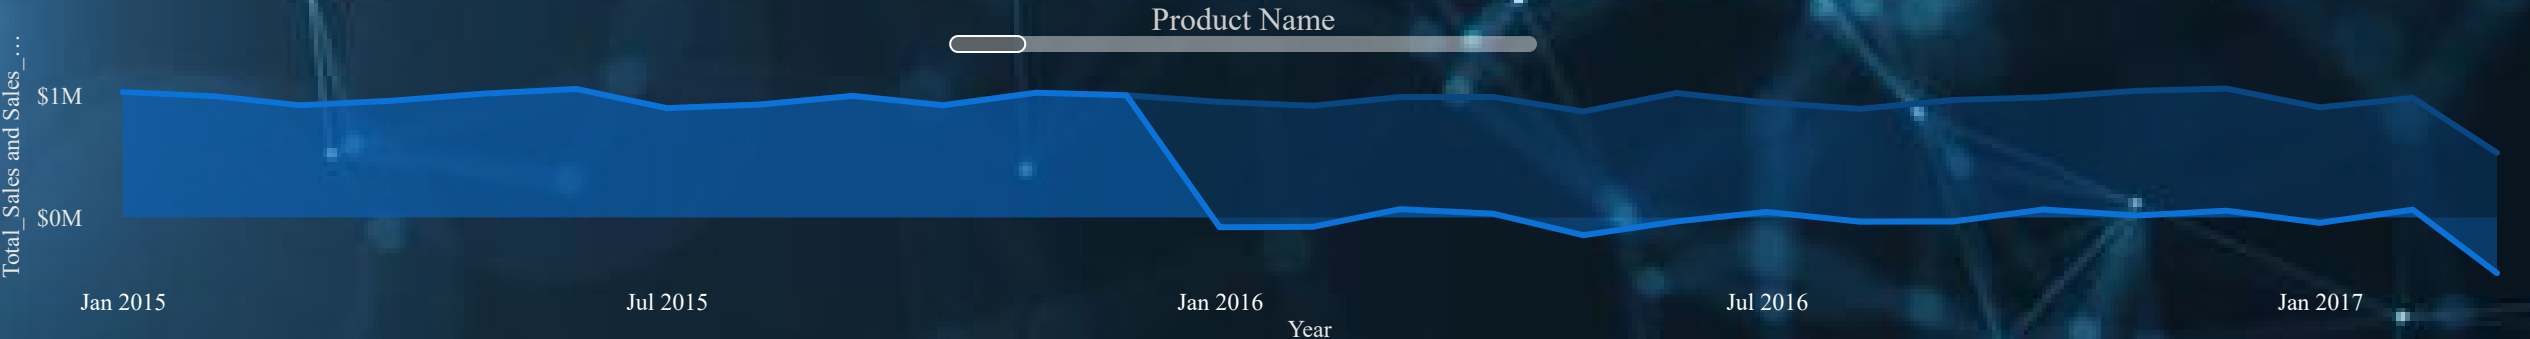 Product Name
Total_Sales and Sales_…
$1M
$0M
Jan 2015
Jul 2015
Jan 2016
Jul 2016
Jan 2017
Year